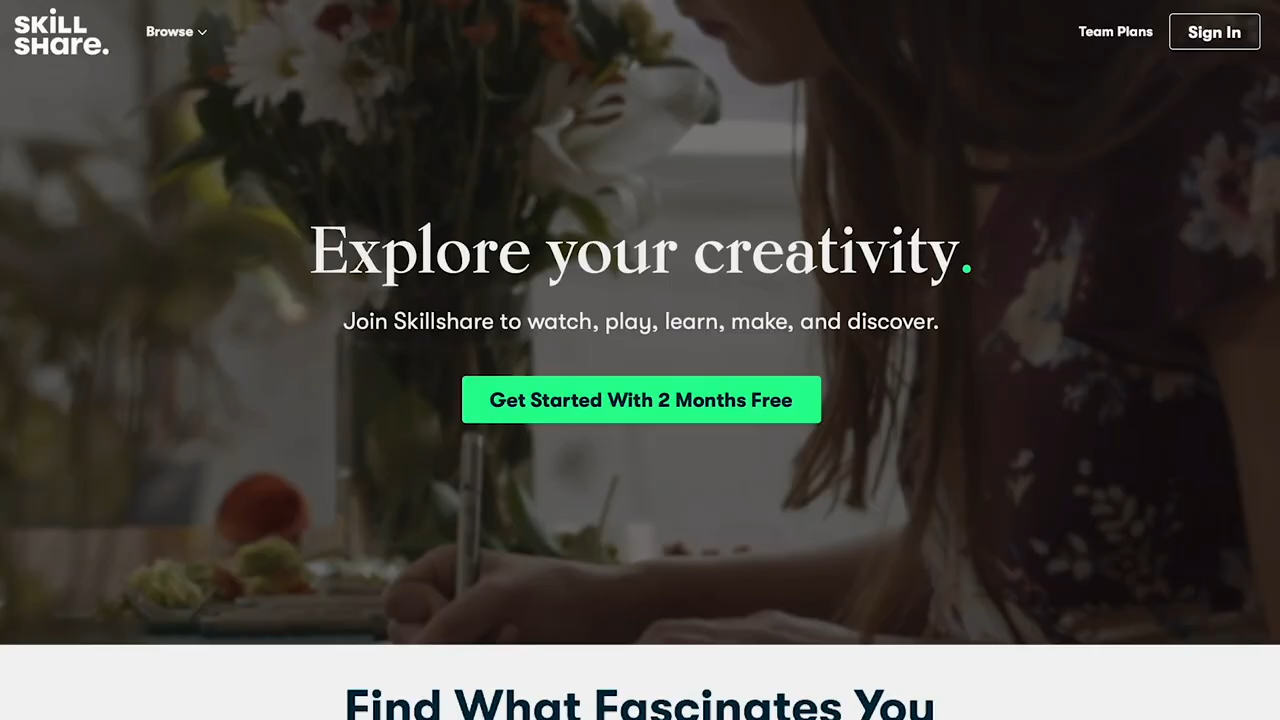 SKiLL
SHare.
Browse
Team Plans
Sign In
Explore your creativity.
Join Skillshare to watch, play, learn, make, and discover.
Get Started With 2 Months Free
Find What Fascinates You